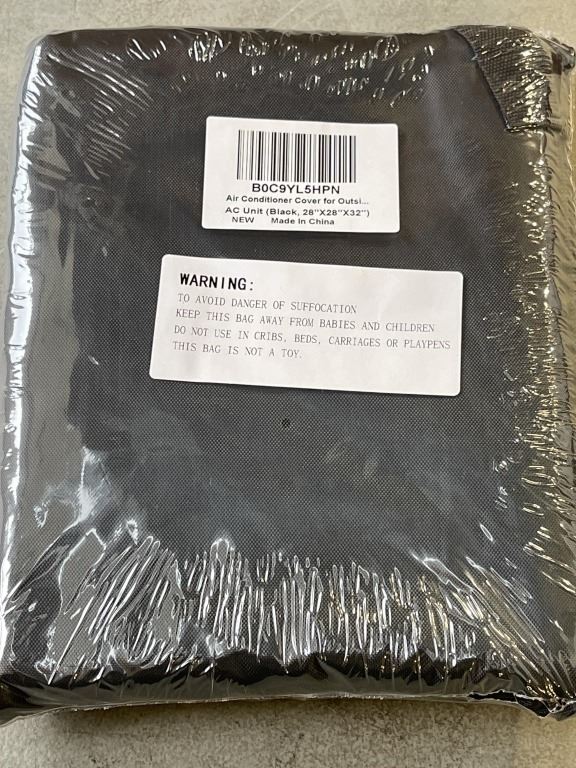 B0C9YL5HPN
Air Conditioner Cover for Outsi...
AC Unit (Black, 28"X28"X32")
NEW Made In China
WARNING:
TO AVOID DANGER OF SUFFOCATION
KEEP THIS BAG AWAY FROM BABIES AND CHILDREN
DO NOT USE IN CRIBS, BEDS, CARRIAGES OR PLAYPENS
THIS BAG IS NOT A TOY.